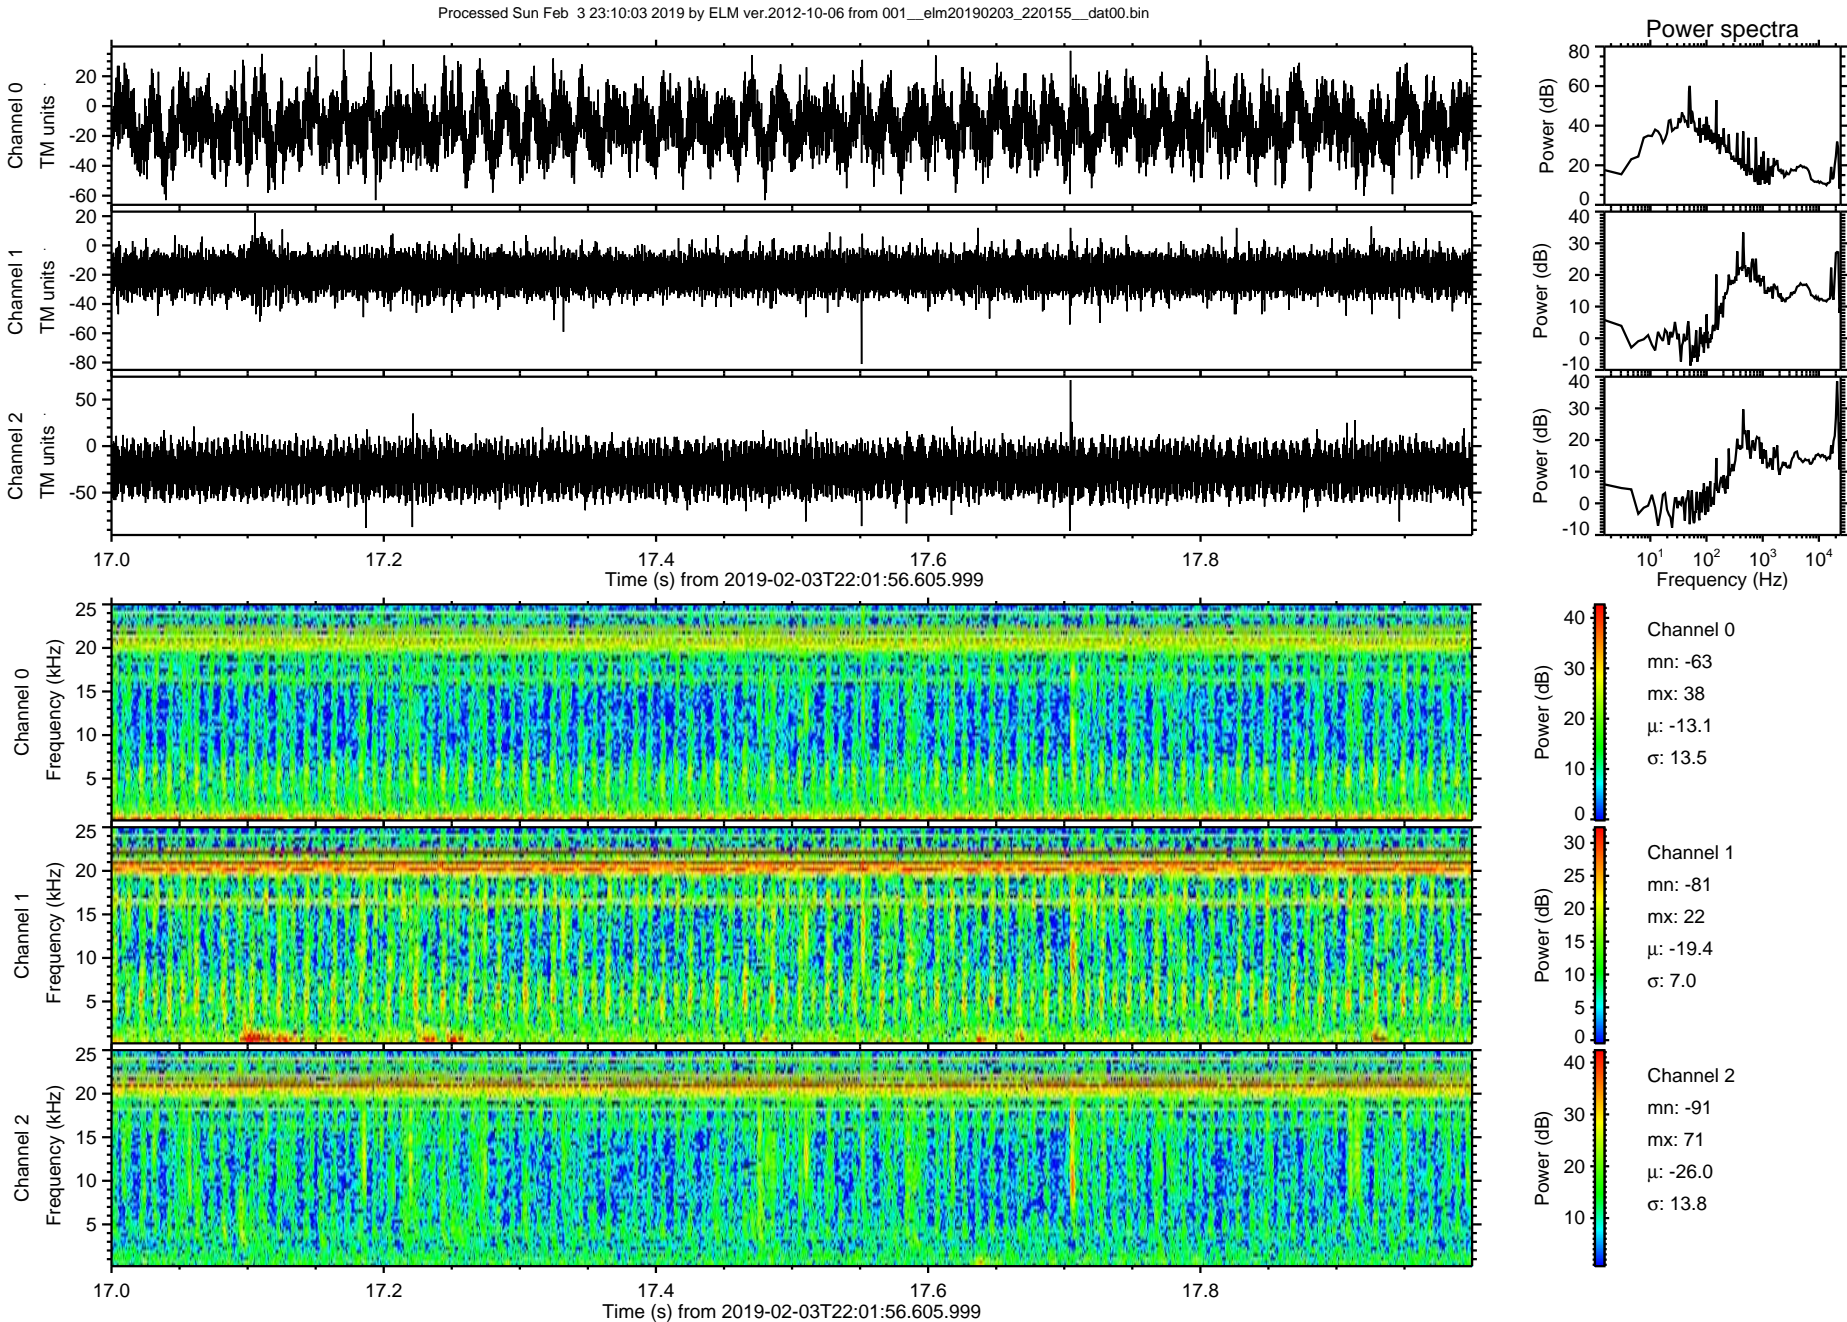 Processed Sun Feb  3 23:10:03 2019 by ELM ver.2012-10-06 from 001__elm20190203_220155__dat00.bin
Power spectra
Channel 0
TM units
20
0
-20
-40
-60
Power (dB)
80
60
40
20
0
Channel 1
TM units
20
0
-20
-40
-60
-80
Power (dB)
40
30
20
10
0
-10
Channel 2
TM units
50
0
-50
Power (dB)
40
30
20
10
0
-10
17.0 17.2 17.4 17.6 17.8
Time (s) from 2019-02-03T22:01:56.605.999
10^1 10^2 10^3 10^4
Frequency (Hz)
Channel 0
Frequency (kHz)
25
20
15
10
5
Power (dB)
40
30
20
10
0
Channel 0
mn: -63
mx: 38
μ: -13.1
σ: 13.5
Channel 1
Frequency (kHz)
25
20
15
10
5
Power (dB)
30
25
20
15
10
5
0
Channel 1
mn: -81
mx: 22
μ: -19.4
σ: 7.0
Channel 2
Frequency (kHz)
25
20
15
10
5
Power (dB)
40
30
20
10
Channel 2
mn: -91
mx: 71
μ: -26.0
σ: 13.8
17.0 17.2 17.4 17.6 17.8
Time (s) from 2019-02-03T22:01:56.605.999